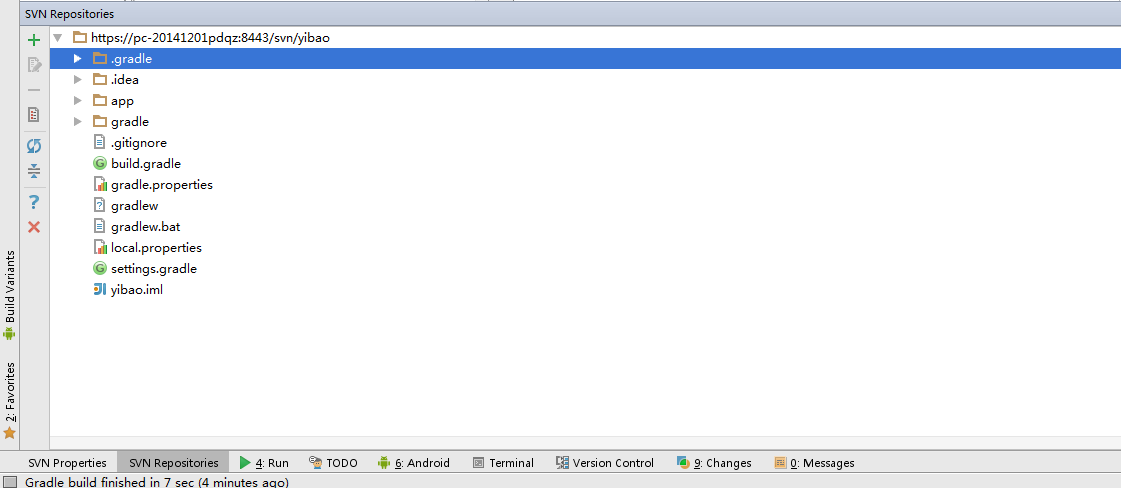 SVN Repositories
https://pc-20141201pdqz:8443/svn/yibao
.gradle
.idea
app
gradle
.gitignore
build.gradle
gradle.properties
gradlew
gradlew.bat
local.properties
settings.gradle
yibao.iml
Build Variants
2: Favorites
SVN Properties SVN Repositories 4: Run TODO 6: Android Terminal Version Control 9: Changes 0: Messages
Gradle build finished in 7 sec (4 minutes ago)